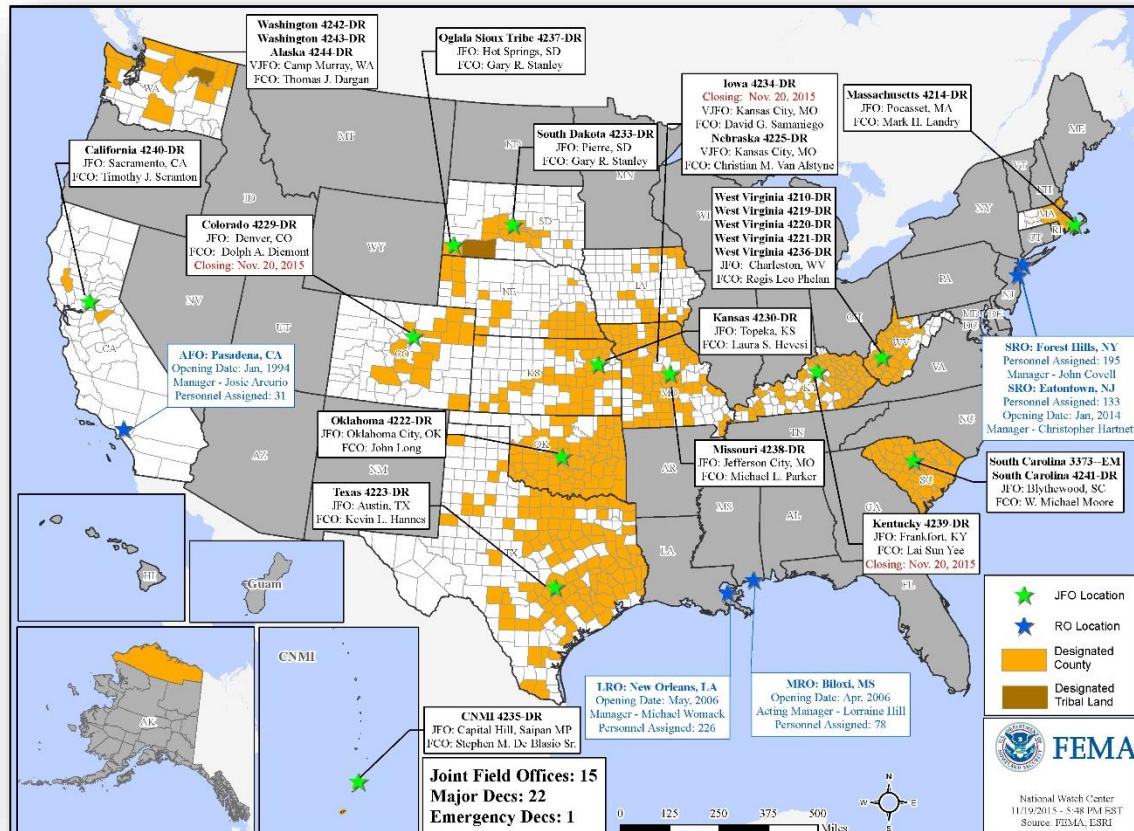 Washington 4242-DR
Washington 4243-DR
Alaska 4244-DR
VJFO: Camp Murray, WA
FCO: Thomas J. Dargan
Oglala Sioux Tribe 4237-DR
JFO: Hot Springs, SD
FCO: Gary R. Stanley
Iowa 4234-DR
Closing: Nov. 20, 2015
VJFO: Kansas City, MO
FCO: David G. Samaniego
Nebraska 4225-DR
VJFO: Kansas City, MO
FCO: Christian M. Van Alstyne
Massachusetts 4214-DR
JFO: Pocasset, MA
FCO: Mark H. Landry
California 4240-DR
JFO: Sacramento, CA
FCO: Timothy J. Scranton
South Dakota 4233-DR
JFO: Pierre, SD
FCO: Gary R. Stanley
Colorado 4229-DR
JFO: Denver, CO
FCO: Dolph A. Diemont
Closing: Nov. 20, 2015
West Virginia 4210-DR
West Virginia 4219-DR
West Virginia 4220-DR
West Virginia 4221-DR
West Virginia 4236-DR
JFO: Charleston, WV
FCO: Regis Leo Phelan
Kansas 4230-DR
JFO: Topeka, KS
FCO: Laura S. Hevesi
AFO: Pasadena, CA
Opening Date: Jan, 1994
Manager - Josie Arcurio
Personnel Assigned: 31
SRO: Forest Hills, NY
Personnel Assigned: 195
Manager - John Covell
SRO: Eatontown, NJ
Personnel Assigned: 133
Opening Date: Jan, 2014
Manager - Christopher Hartnett
Oklahoma 4222-DR
JFO: Oklahoma City, OK
FCO: John Long
Missouri 4238-DR
JFO: Jefferson City, MO
FCO: Michael L. Parker
South Carolina 3373--EM
South Carolina 4241-DR
JFO: Blythewood, SC
FCO: W. Michael Moore
Texas 4223-DR
JFO: Austin, TX
FCO: Kevin L. Hannes
Kentucky 4239-DR
JFO: Frankfort, KY
FCO: Lai Sun Yee
Closing: Nov. 20, 2015
LRO: New Orleans, LA
Opening Date: May, 2006
Manager - Michael Womack
Personnel Assigned: 226
MRO: Biloxi, MS
Opening Date: Apr. 2006
Acting Manager - Lorraine Hill
Personnel Assigned: 78
CNMI 4235-DR
JFO: Capital Hill, Saipan MP
FCO: Stephen M. De Blasio Sr.
Joint Field Offices: 15
Major Decs: 22
Emergency Decs: 1
WA
MT
ND
MN
ME
VT
NH
MA
RI
CT
NY
ID
WY
SD
WI
PA
NJ
NV
UT
CO
NE
IA
OH
MD
DE
DC
WV
VA
CA
AZ
NM
KS
MO
KY
TN
NC
OK
AR
SC
TX
LA
MS
AL
GA
FL
HI
Guam
AK
CNMI
JFO Location
RO Location
Designated County
Designated Tribal Land
FEMA
National Watch Center
11/19/2015 - 5:48 PM EST
Source: FEMA, ESRI
N
W
E
S
0 125 250 375 500
Miles